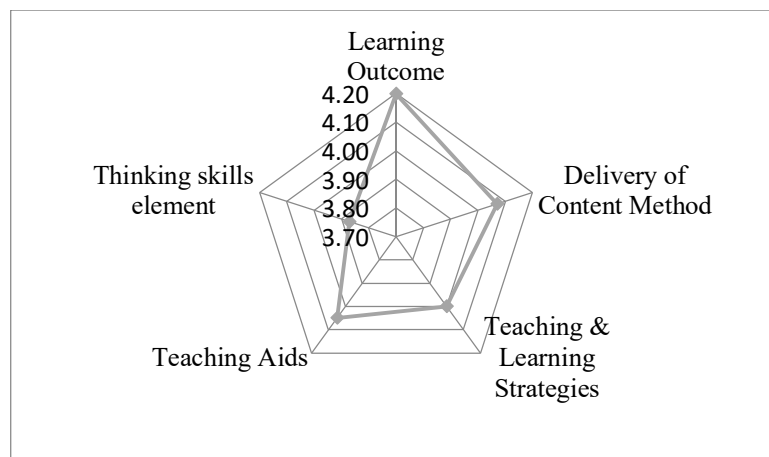 Learning
Outcome
4.20
4.10
4.00
3.90
3.80
3.70
Thinking skills
element
Delivery of
Content Method
Teaching Aids
Teaching &
Learning
Strategies